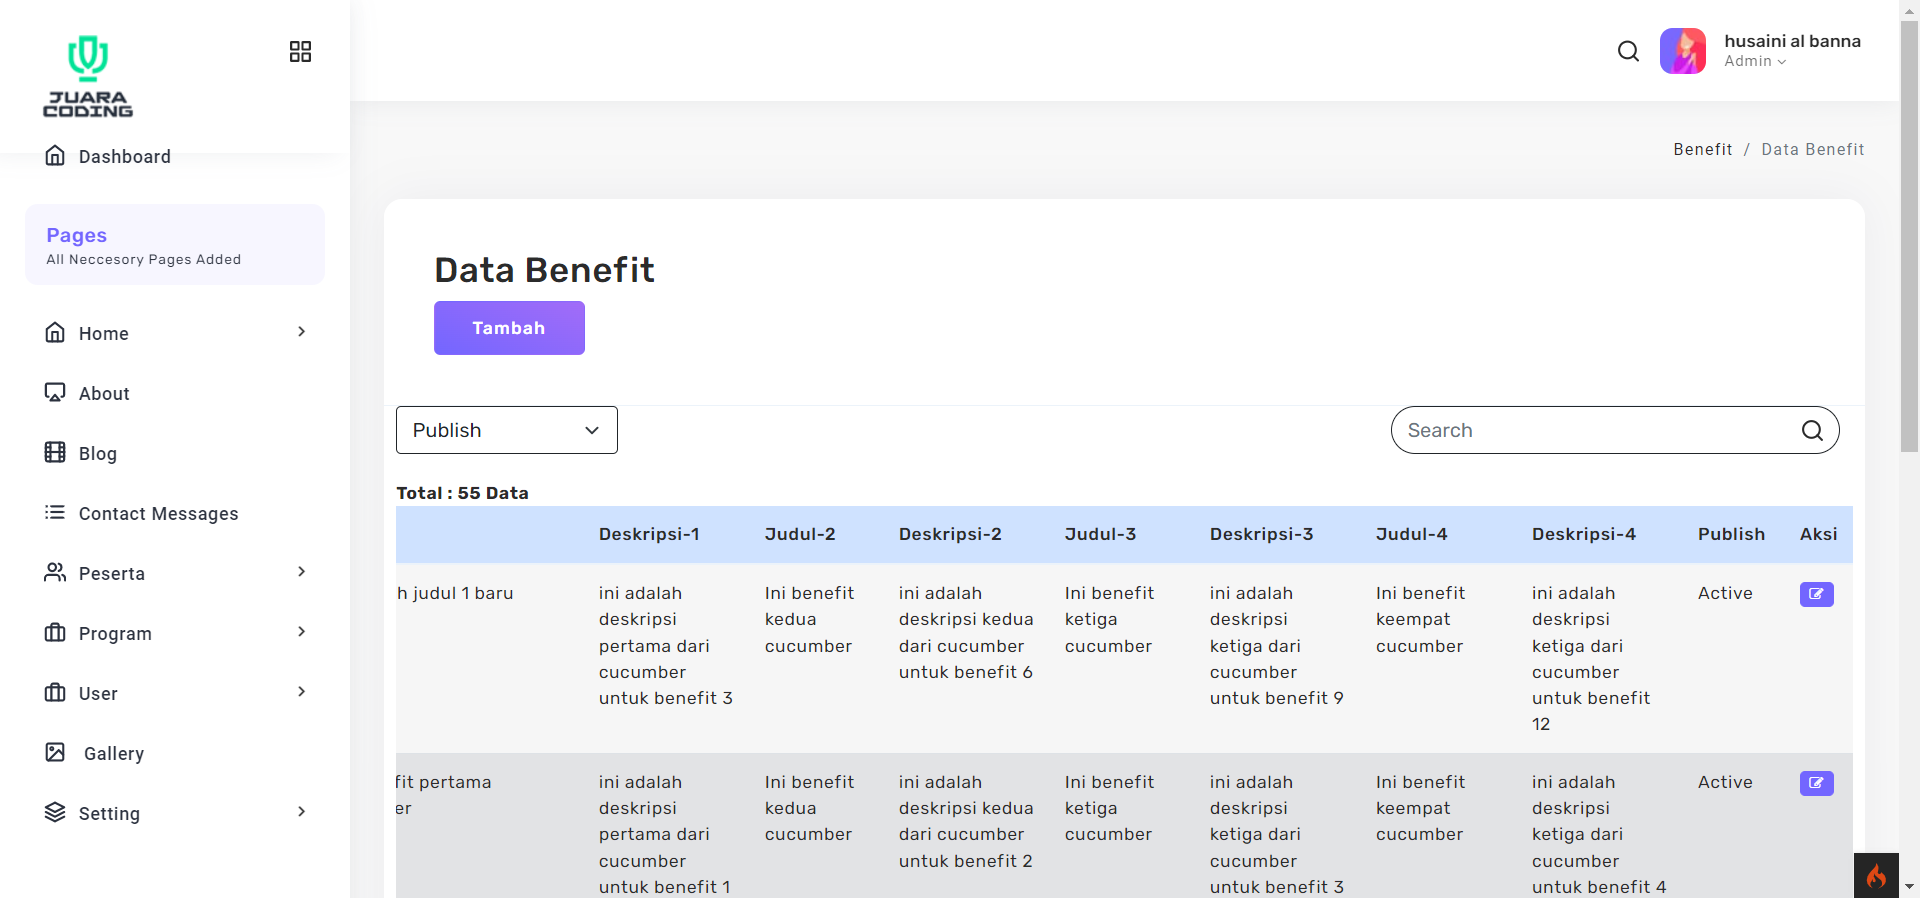 JUARA
CODING
husaini al banna
Admin
Dashboard
Benefit / Data Benefit
Pages
All Neccesory Pages Added
Home
About
Blog
Contact Messages
Peserta
Program
User
Gallery
Setting
Data Benefit
Tambah
Publish
Search
Total : 55 Data
Deskripsi-1 Judul-2 Deskripsi-2 Judul-3 Deskripsi-3 Judul-4 Deskripsi-4 Publish Aksi
h judul 1 baru ini adalah Ini benefit ini adalah Ini benefit ini adalah Ini benefit ini adalah Active
deskripsi kedua deskripsi kedua ketiga deskripsi keempat deskripsi
pertama dari cucumber dari cucumber cucumber ketiga dari cucumber ketiga dari
cucumber untuk benefit 6 cucumber cucumber
untuk benefit 3 untuk benefit 9 untuk benefit
12
fit pertama ini adalah Ini benefit ini adalah Ini benefit ini adalah Ini benefit ini adalah Active
er deskripsi kedua deskripsi kedua ketiga deskripsi keempat deskripsi
pertama dari cucumber dari cucumber cucumber ketiga dari cucumber ketiga dari
cucumber untuk benefit 2 cucumber cucumber
untuk benefit 1 untuk benefit 3 untuk benefit 4